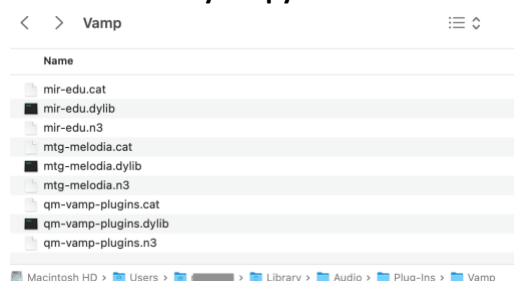 Vamp
Name
mir-edu.cat
mir-edu.dylib
mir-edu.n3
mtg-melodia.cat
mtg-melodia.dylib
mtg-melodia.n3
qm-vamp-plugins.cat
qm-vamp-plugins.dylib
qm-vamp-plugins.n3
Macintosh HD > Users > > Library > Audio > Plug-Ins > Vamp